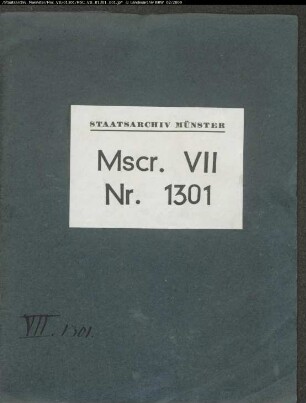 STAATSARCHIV MÜNSTER
Mscr. VII
Nr. 1301
VII. 1301